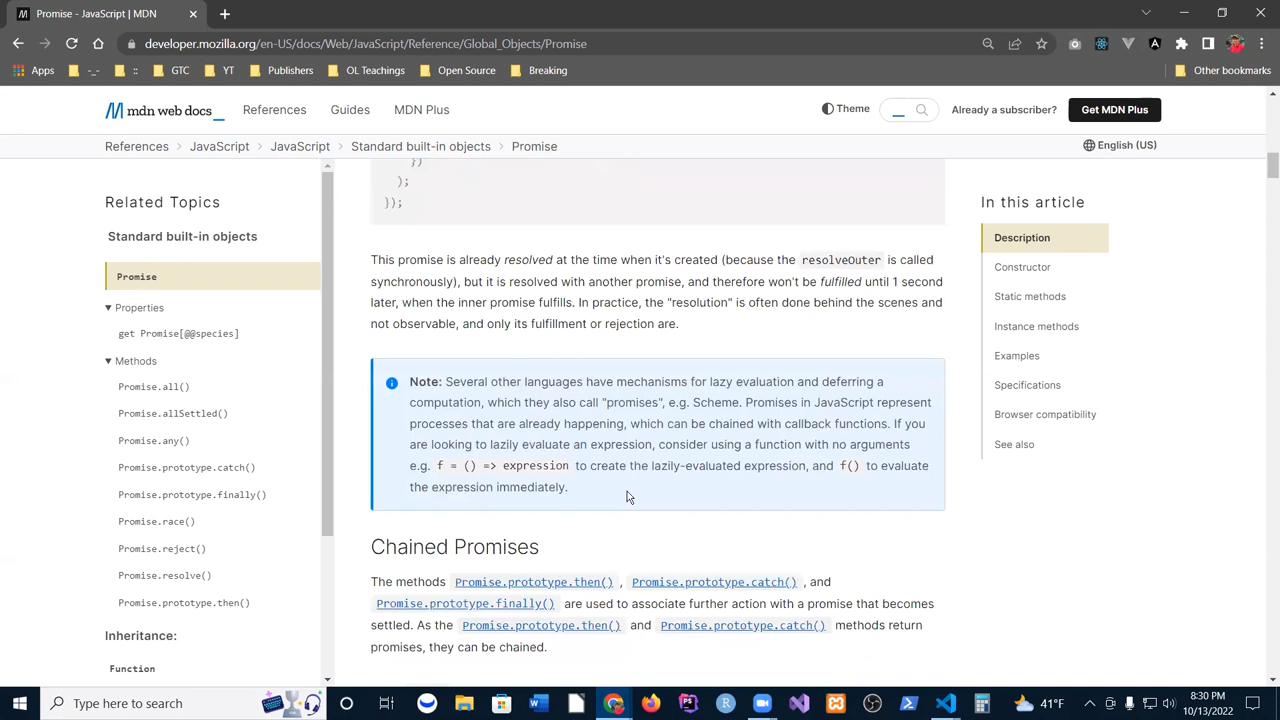 Promise - JavaScript | MDN
developer.mozilla.org/en-US/docs/Web/JavaScript/Reference/Global_Objects/Promise
Apps -_- :: GTC YT Publishers OL Teachings Open Source Breaking Other bookmarks
mdn web docs_ References Guides MDN Plus Theme Already a subscriber? Get MDN Plus
References JavaScript JavaScript Standard built-in objects Promise English (US)
Related Topics
Standard built-in objects
Promise
Properties
get Promise[@@species]
Methods
Promise.all()
Promise.allSettled()
Promise.any()
Promise.prototype.catch()
Promise.prototype.finally()
Promise.race()
Promise.reject()
Promise.resolve()
Promise.prototype.then()
Inheritance:
Function
})
);
});
This promise is already resolved at the time when it's created (because the resolveOuter is called
synchronously), but it is resolved with another promise, and therefore won't be fulfilled until 1 second
later, when the inner promise fulfills. In practice, the "resolution" is often done behind the scenes and
not observable, and only its fulfillment or rejection are.
Note: Several other languages have mechanisms for lazy evaluation and deferring a
computation, which they also call "promises", e.g. Scheme. Promises in JavaScript represent
processes that are already happening, which can be chained with callback functions. If you
are looking to lazily evaluate an expression, consider using a function with no arguments
e.g. f = () => expression to create the lazily-evaluated expression, and f() to evaluate
the expression immediately.
Chained Promises
The methods Promise.prototype.then() , Promise.prototype.catch() , and
Promise.prototype.finally() are used to associate further action with a promise that becomes
settled. As the Promise.prototype.then() and Promise.prototype.catch() methods return
promises, they can be chained.
In this article
Description
Constructor
Static methods
Instance methods
Examples
Specifications
Browser compatibility
See also
Type here to search
41°F
8:30 PM
10/13/2022